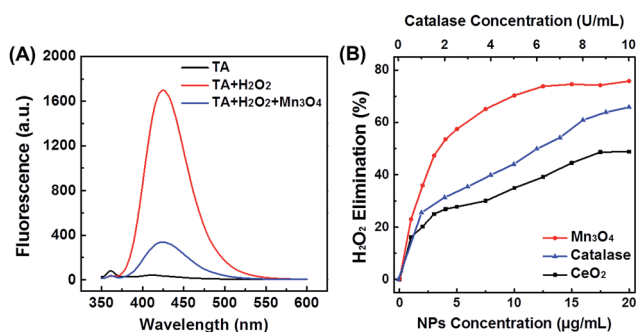 (A)
TA
TA+H₂O₂
TA+H₂O₂+Mn₃O₄
Fluorescence (a.u.)
2000
1600
1200
800
400
0
350 400 450 500 550 600
Wavelength (nm)
(B)
Catalase Concentration (U/mL)
0 2 4 6 8 10
H₂O₂ Elimination (%)
80
60
40
20
0
Mn₃O₄
Catalase
CeO₂
0 5 10 15 20
NPs Concentration (µg/mL)